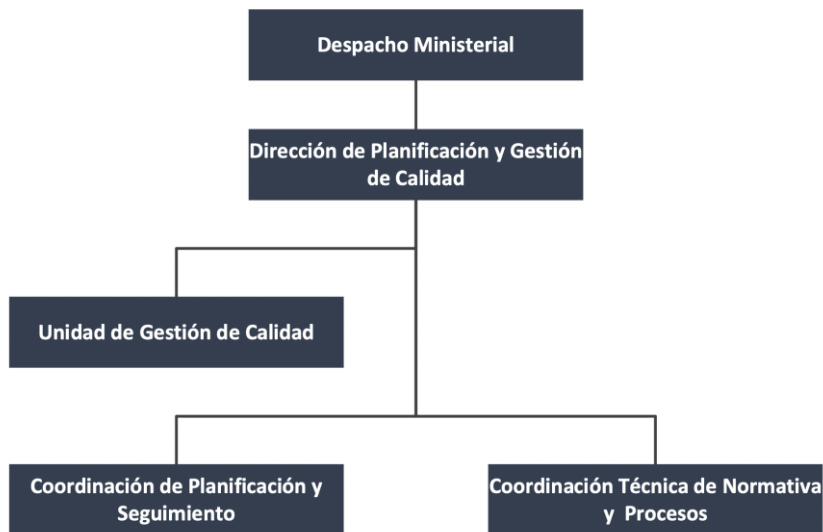 Despacho Ministerial
Dirección de Planificación y Gestión
de Calidad
Unidad de Gestión de Calidad
Coordinación de Planificación y
Seguimiento
Coordinación Técnica de Normativa
y Procesos